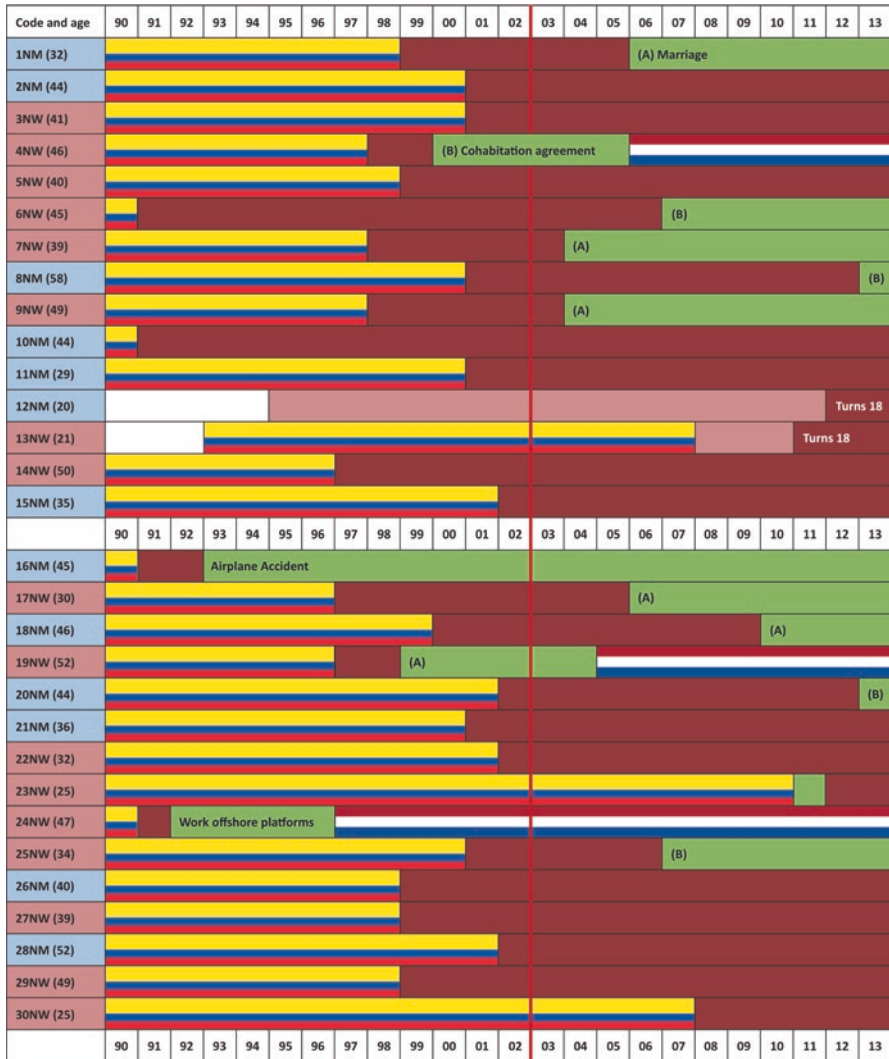 Code and age 90 91 92 93 94 95 96 97 98 99 00 01 02 03 04 05 06 07 08 09 10 11 12 13
1NM (32) (A) Marriage
2NM (44)
3NW (41)
4NW (46) (B) Cohabitation agreement
5NW (40)
6NW (45) (B)
7NW (39) (A)
8NM (58) (B)
9NW (49) (A)
10NM (44)
11NM (29)
12NM (20) Turns 18
13NW (21) Turns 18
14NW (50)
15NM (35)
90 91 92 93 94 95 96 97 98 99 00 01 02 03 04 05 06 07 08 09 10 11 12 13
16NM (45) Airplane Accident
17NW (30) (A)
18NM (46) (A)
19NW (52) (A)
20NM (44) (B)
21NM (36)
22NW (32)
23NW (25)
24NW (47) Work offshore platforms
25NW (34) (B)
26NM (40)
27NW (39)
28NM (52)
29NW (49)
30NW (25)
90 91 92 93 94 95 96 97 98 99 00 01 02 03 04 05 06 07 08 09 10 11 12 13